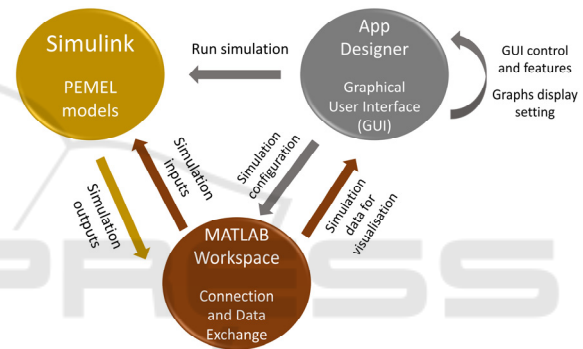 Simulink
PEMEL
models
Run simulation
App
Designer
Graphical
User Interface
(GUI)
GUI control
and features
Graphs display
setting
Simulation
outputs
Simulation
inputs
Simulation
configuration
Simulation
data for
visualisation
MATLAB
Workspace
Connection
and Data
Exchange
PRESS